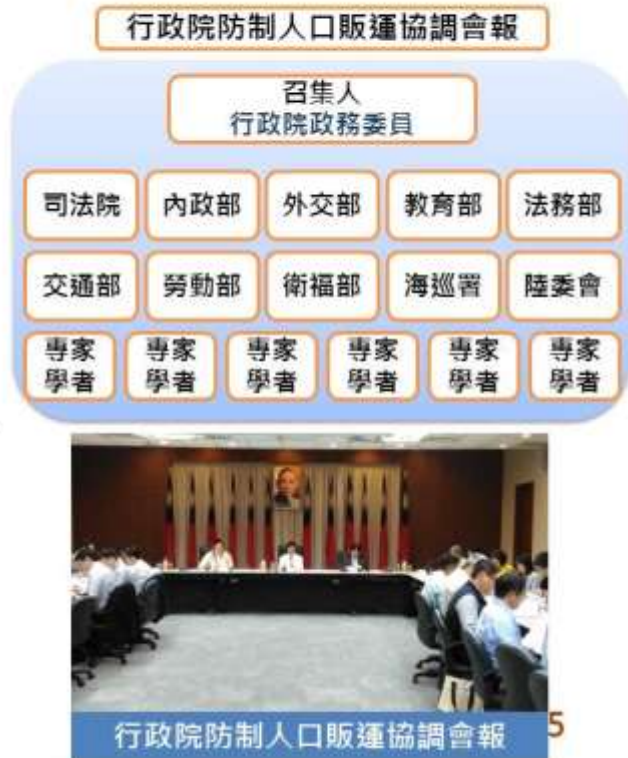 行政院防制人口販運協調會報
召集人
行政院政務委員
司法院 內政部 外交部 教育部 法務部
交通部 勞動部 衛福部 海巡署 陸委會
專家 專家 專家 專家 專家 專家
學者 學者 學者 學者 學者 學者
行政院防制人口販運協調會報
5